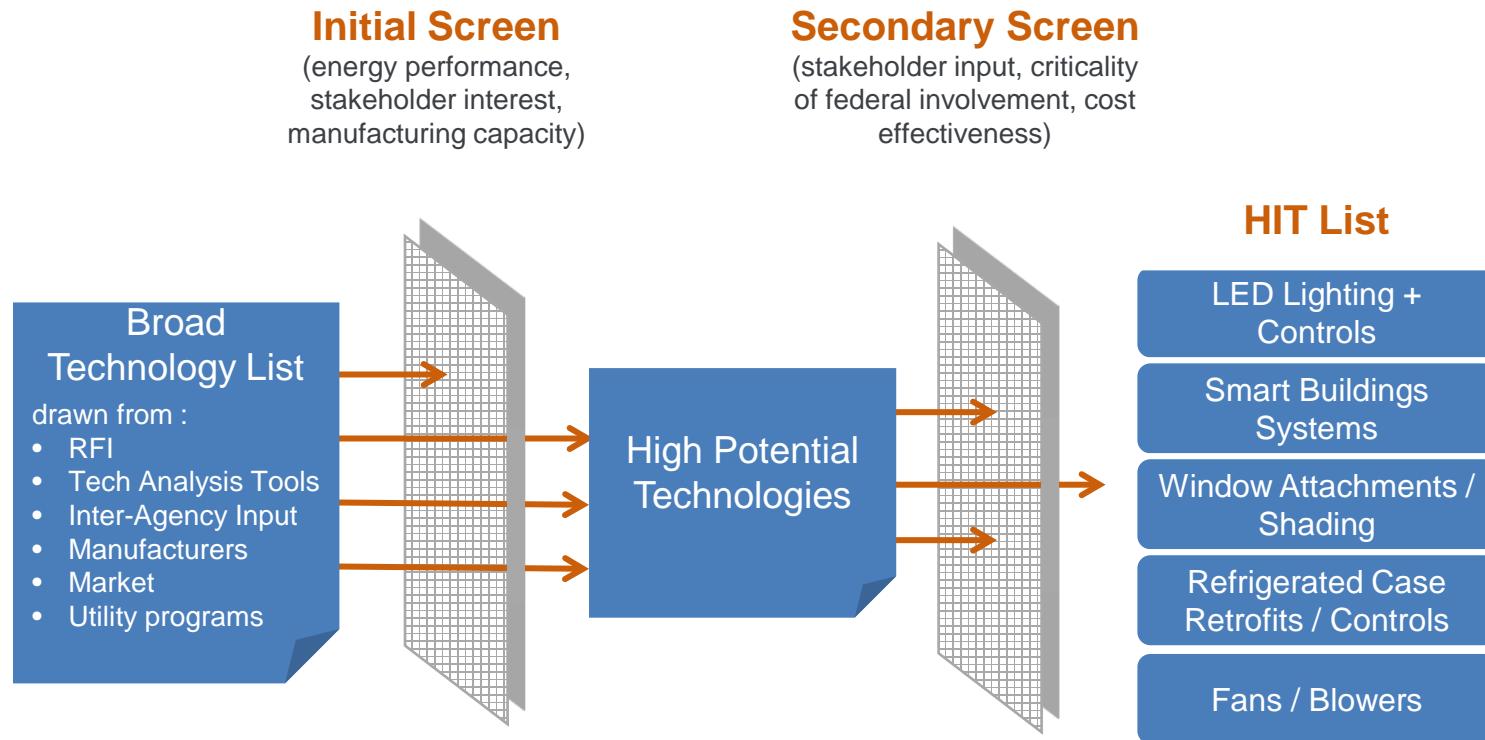 Initial Screen
(energy performance,
stakeholder interest,
manufacturing capacity)
Secondary Screen
(stakeholder input, criticality
of federal involvement, cost
effectiveness)
Broad
Technology List
drawn from :
• RFI
• Tech Analysis Tools
• Inter-Agency Input
• Manufacturers
• Market
• Utility programs
High Potential
Technologies
HIT List
LED Lighting +
Controls
Smart Buildings
Systems
Window Attachments /
Shading
Refrigerated Case
Retrofits / Controls
Fans / Blowers